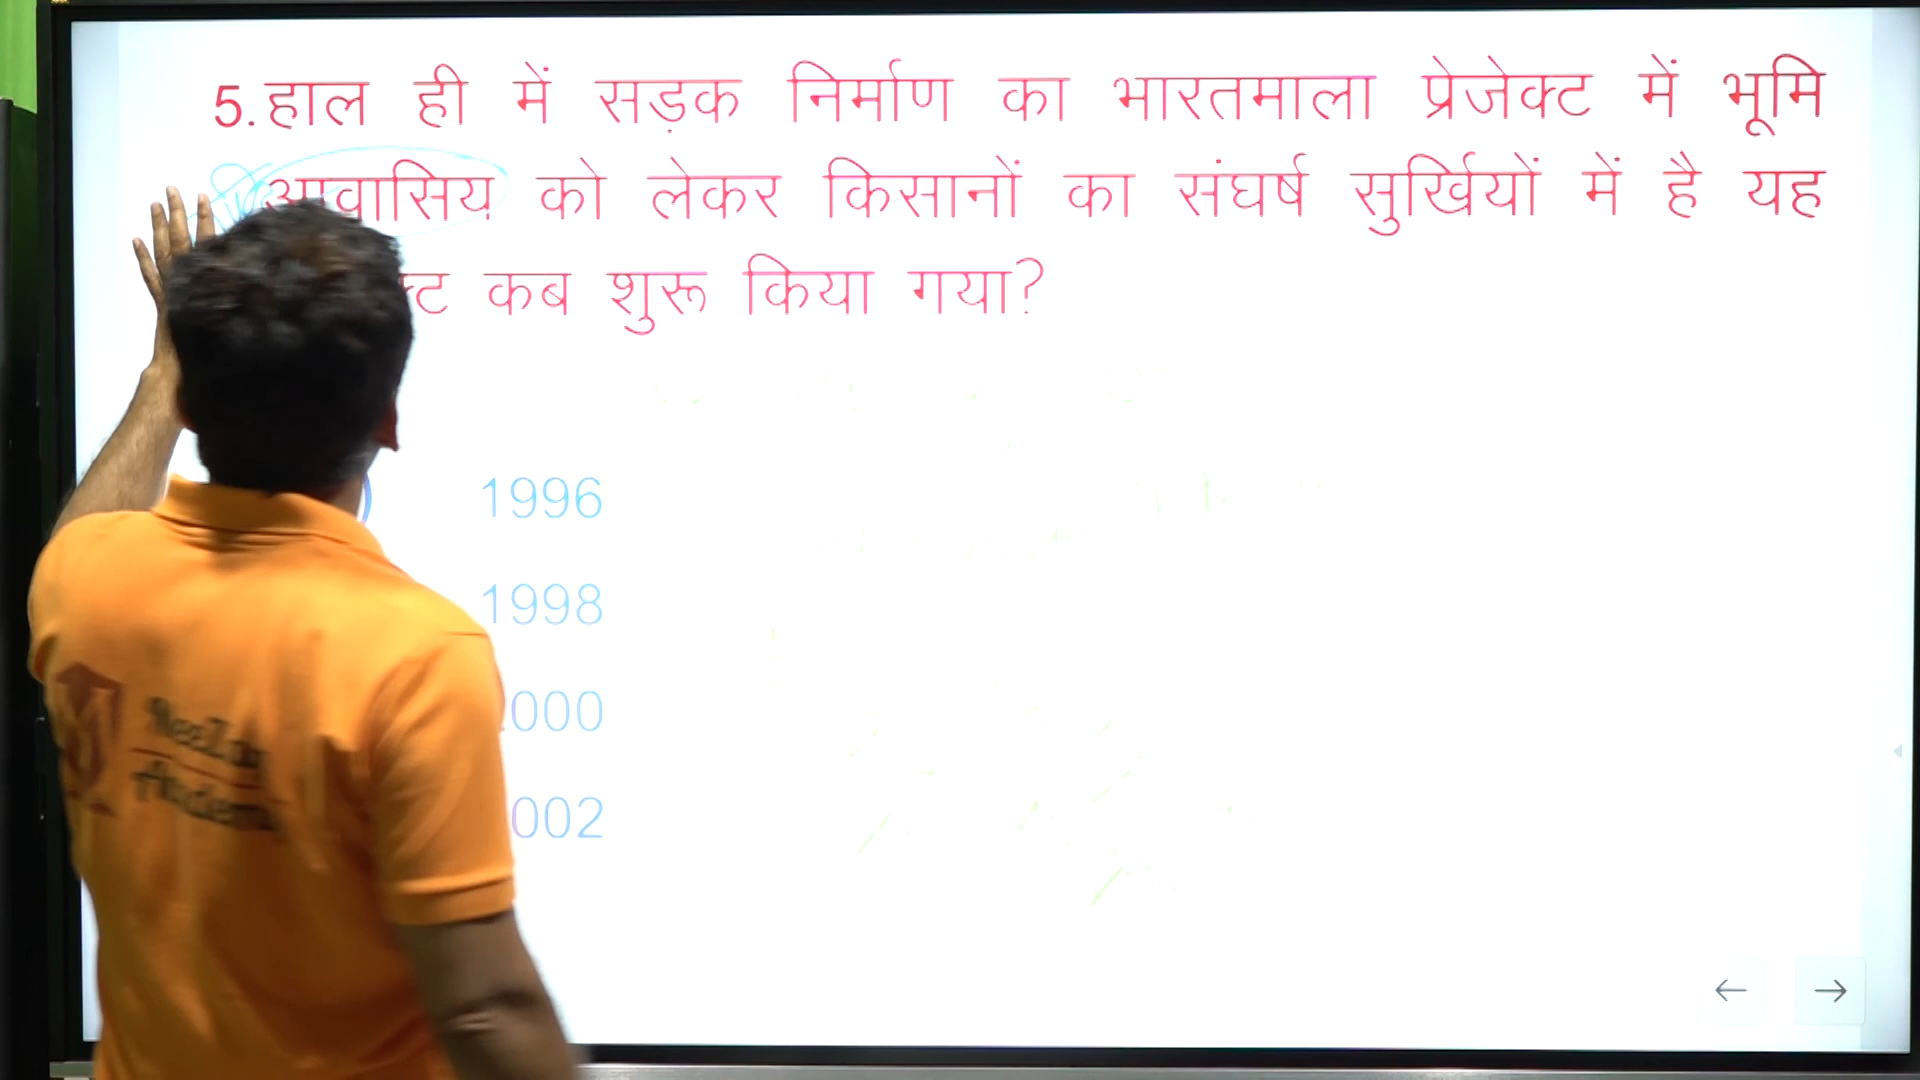 5. हाल ही में सड़क निर्माण का भारतमाला प्रेजेक्ट में भूमि
आवासिय को लेकर किसानों का संघर्ष सुर्खियों में है यह
कब शुरू किया गया?
1996
1998
000
002